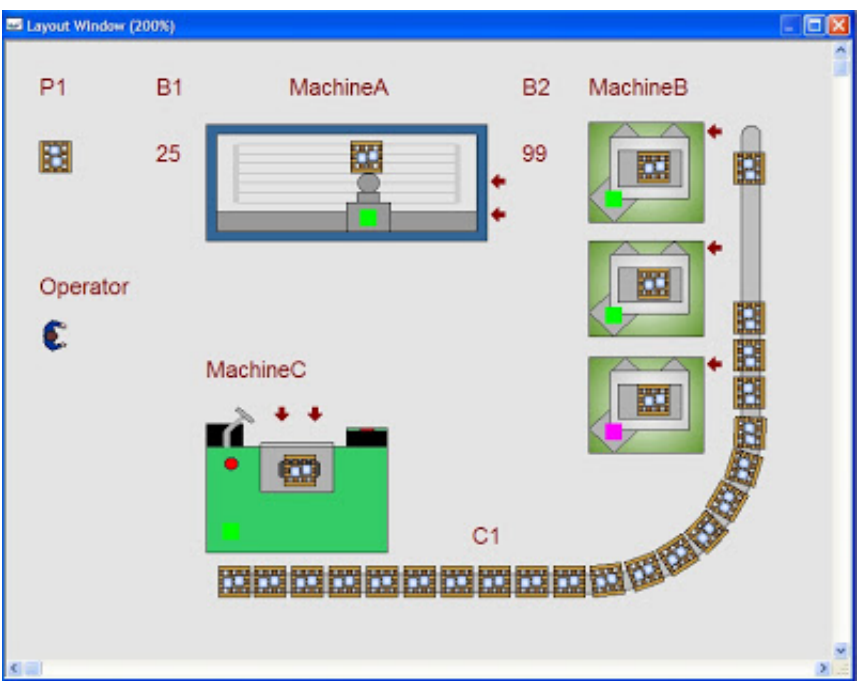 Layout Window (200%)
P1 B1 MachineA B2 MachineB
25 99
Operator
MachineC
C1